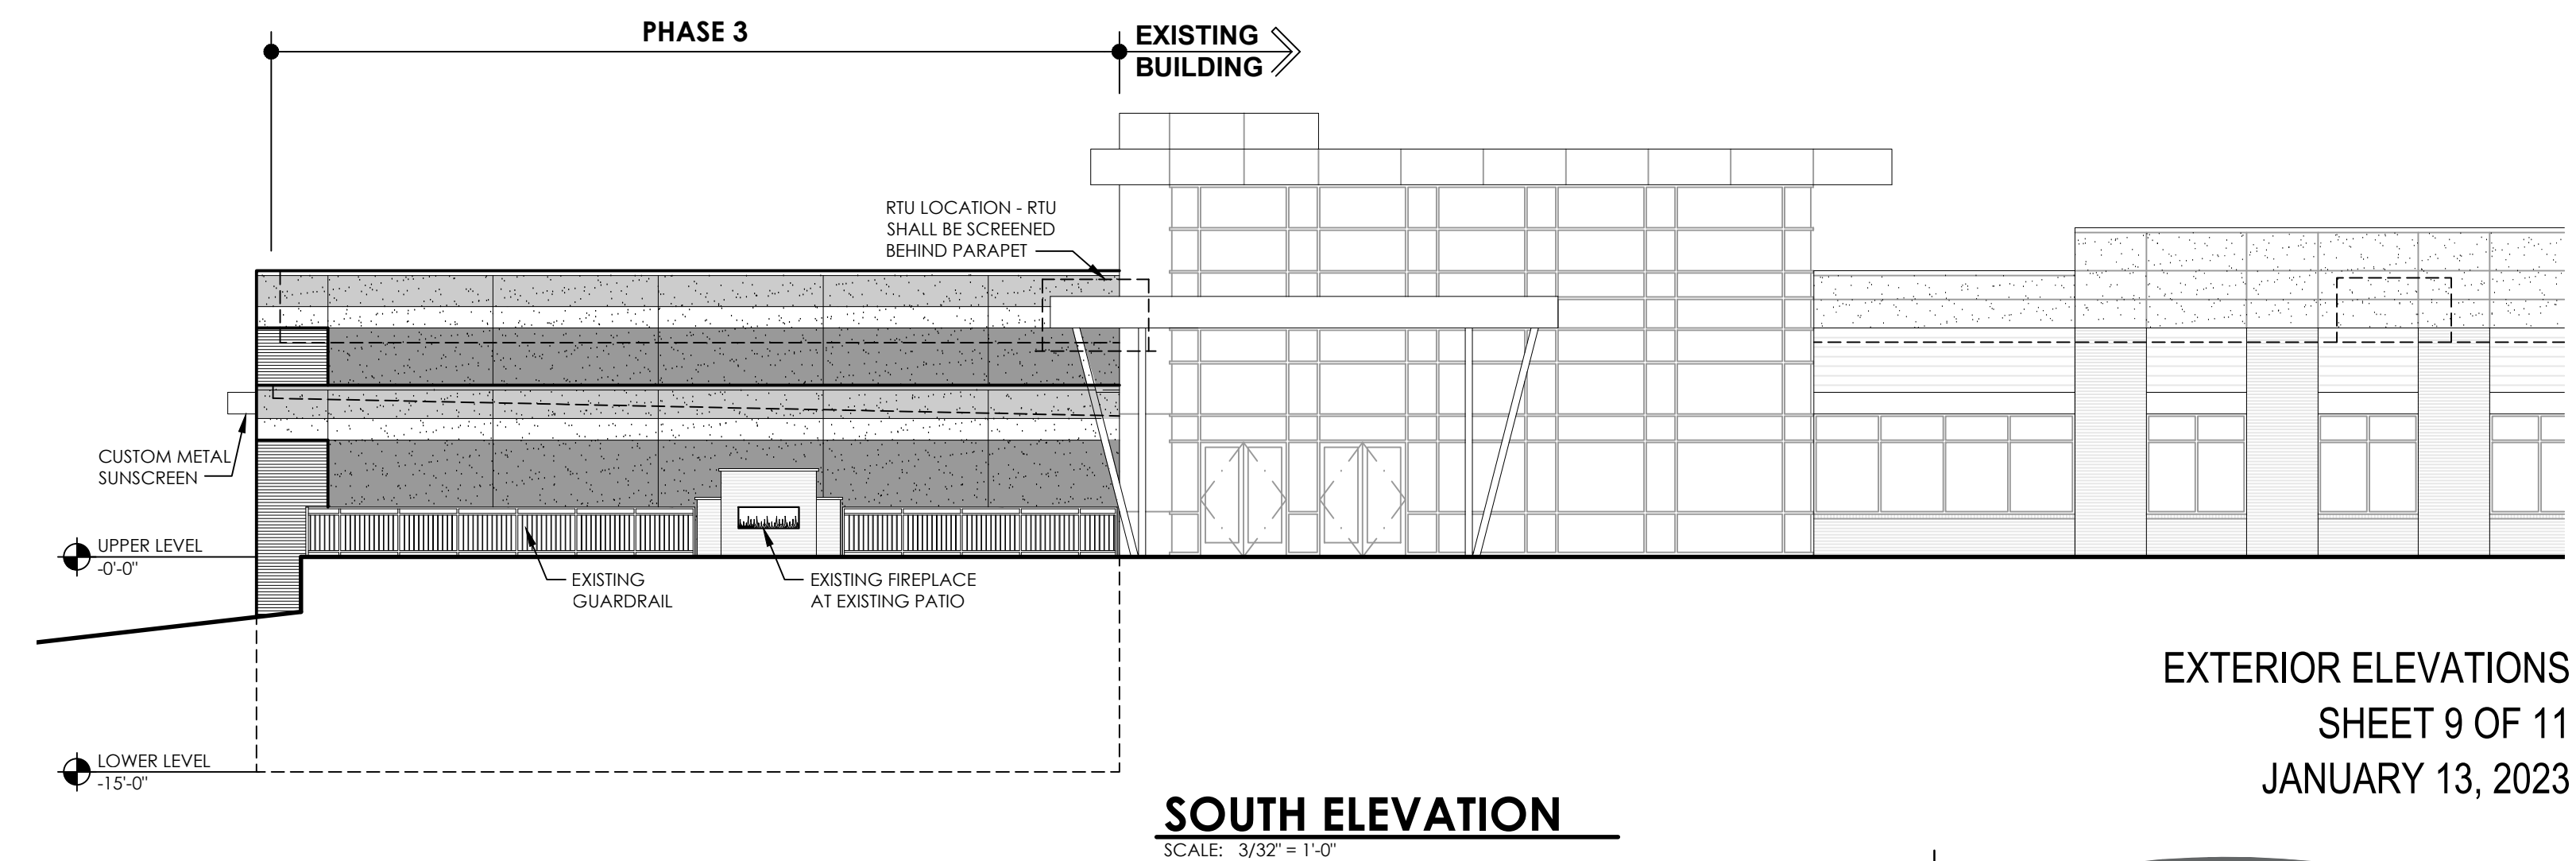 PHASE 3
EXISTING
BUILDING
RTU LOCATION - RTU
SHALL BE SCREENED
BEHIND PARAPET
CUSTOM METAL
SUNSCREEN
UPPER LEVEL
-0'-0"
EXISTING
GUARDRAIL
EXISTING FIREPLACE
AT EXISTING PATIO
LOWER LEVEL
-15'-0"
EXTERIOR ELEVATIONS
SHEET 9 OF 11
JANUARY 13, 2023
SOUTH ELEVATION
SCALE: 3/32" = 1'-0"